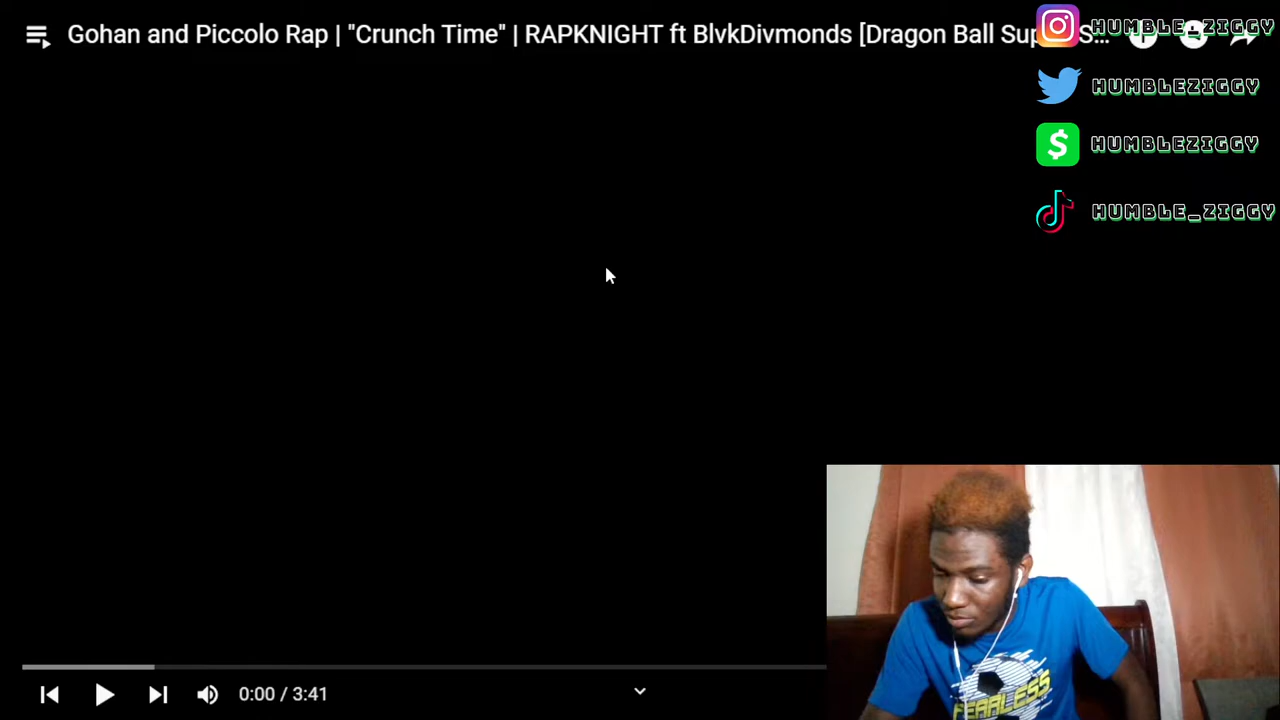 Gohan and Piccolo Rap | "Crunch Time" | RAPKNIGHT ft BlvkDivmonds [Dragon Ball Sup S...
HUMBLE_ZIGGY
HUMBLEZIGGY
HUMBLEZIGGY
HUMBLE_ZIGGY
FEARLESS
0:00 / 3:41